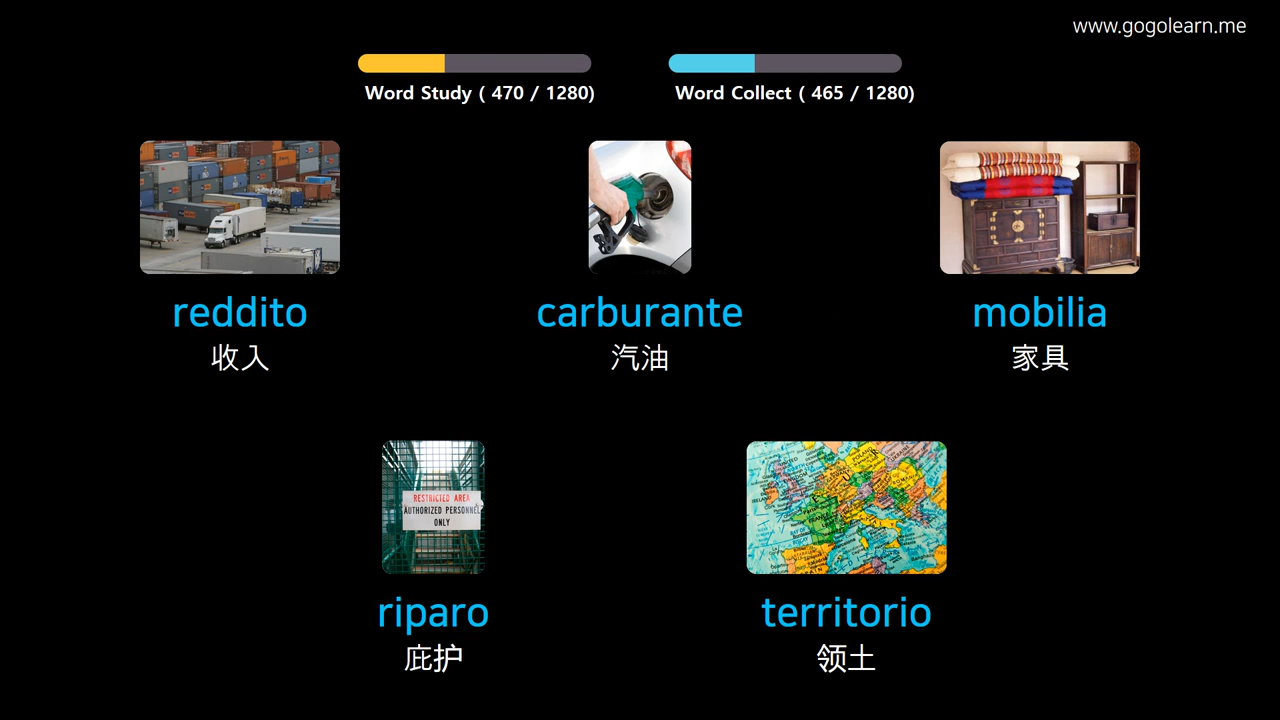 www.gogolearn.me
Word Study ( 470 / 1280)
Word Collect ( 465 / 1280)
reddito
收入
carburante
汽油
mobilia
家具
RESTRICTED AREA
AUTHORIZED PERSONNEL
ONLY
riparo
庇护
territorio
领土